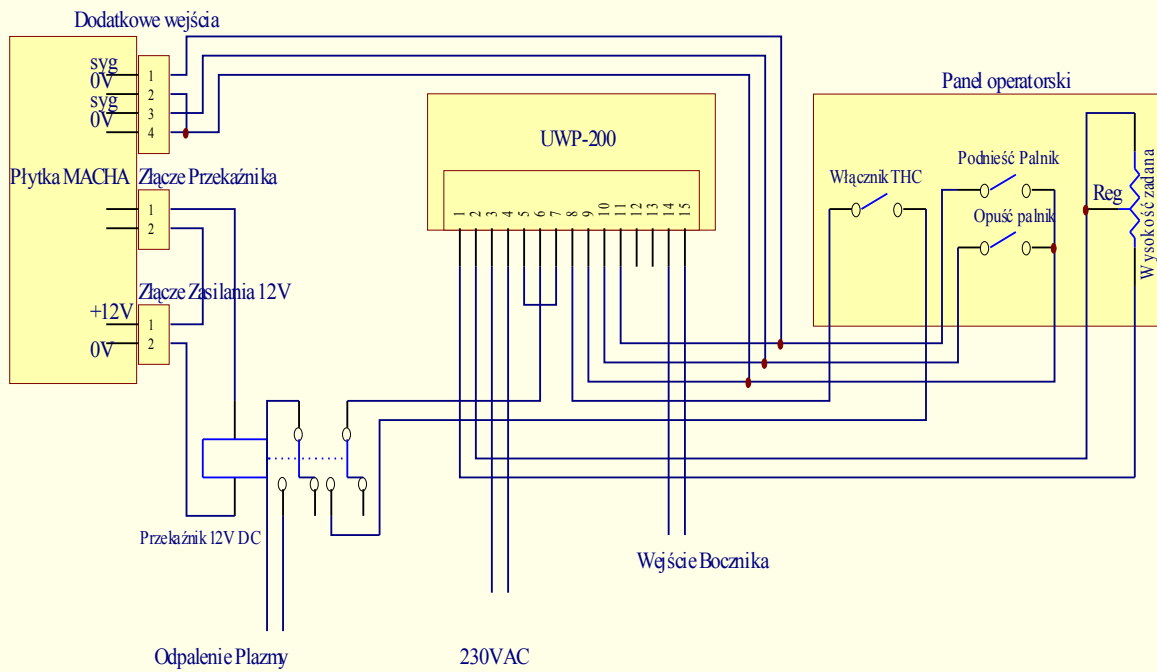 Dodatkowe wejścia
syg
0V
syg
0V
1
2
3
4
Płytka MACHA
Złącze Przekaźnika
1
2
Złącze Zasilania 12V
+12V
0V
1
2
UWP-200
1 2 3 4 5 6 7 8 9 10 11 12 13 14 15
Panel operatorski
Włącznik THC
Podnieść Palnik
Opuść palnik
Reg
Wysokość zadana
Przekaźnik 12V DC
Wejście Bocznika
Odpalenie Plazmy
230VAC